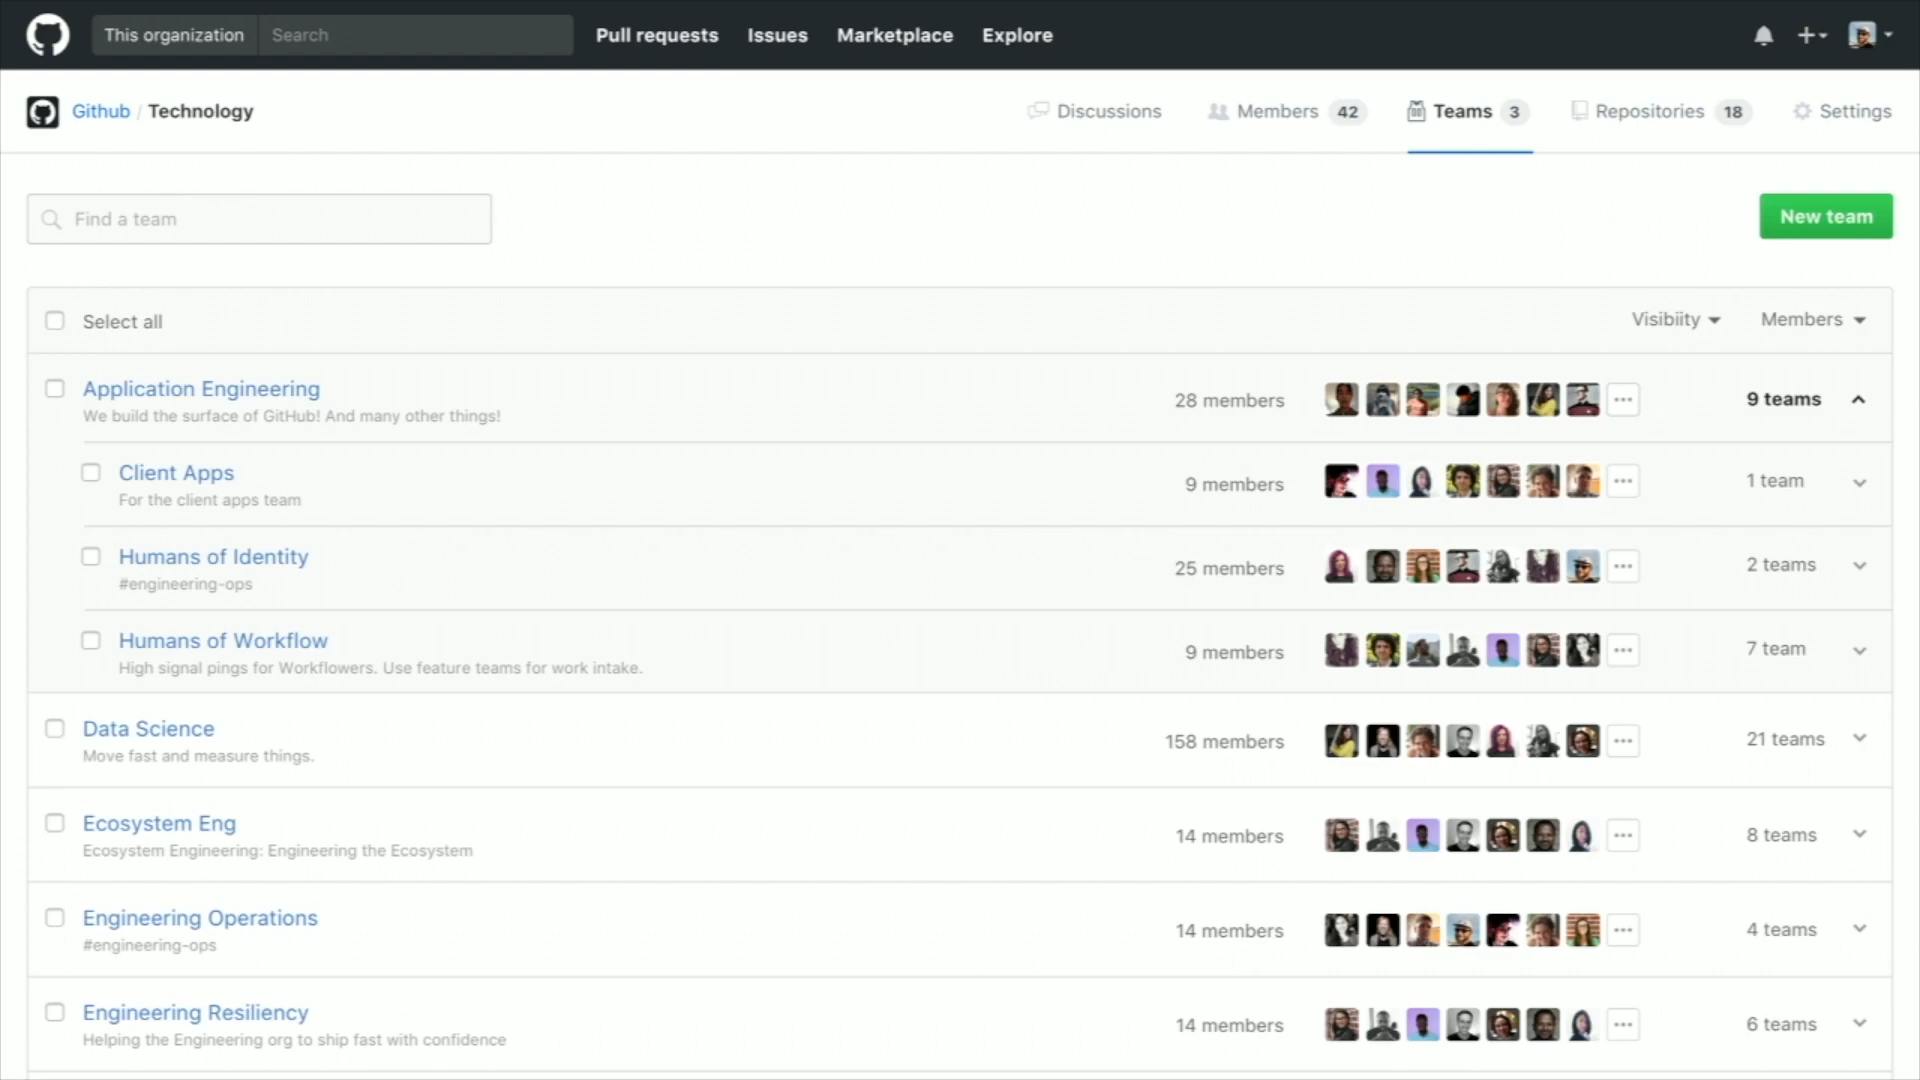 This organization Search Pull requests Issues Marketplace Explore
Github / Technology Discussions Members 42 Teams 3 Repositories 18 Settings
Find a team New team
Select all Visibiity Members
Application Engineering 28 members 9 teams
We build the surface of GitHub! And many other things!
Client Apps 9 members 1 team
For the client apps team
Humans of Identity 25 members 2 teams
#engineering-ops
Humans of Workflow 9 members 7 team
High signal pings for Workflowers. Use feature teams for work intake.
Data Science 158 members 21 teams
Move fast and measure things.
Ecosystem Eng 14 members 8 teams
Ecosystem Engineering: Engineering the Ecosystem
Engineering Operations 14 members 4 teams
#engineering-ops
Engineering Resiliency 14 members 6 teams
Helping the Engineering org to ship fast with confidence